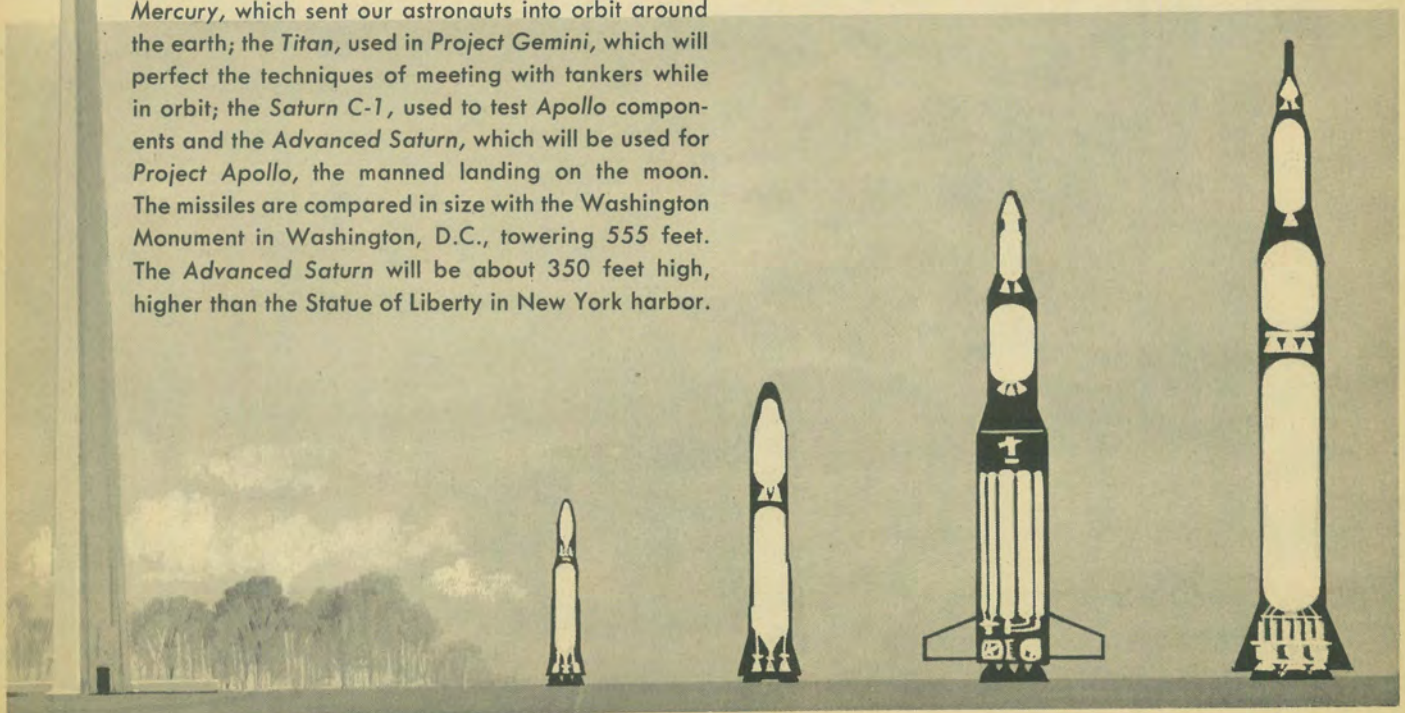 Mercury, which sent our astronauts into orbit around
the earth; the Titan, used in Project Gemini, which will
perfect the techniques of meeting with tankers while
in orbit; the Saturn C-1, used to test Apollo compon-
ents and the Advanced Saturn, which will be used for
Project Apollo, the manned landing on the moon.
The missiles are compared in size with the Washington
Monument in Washington, D.C., towering 555 feet.
The Advanced Saturn will be about 350 feet high,
higher than the Statue of Liberty in New York harbor.